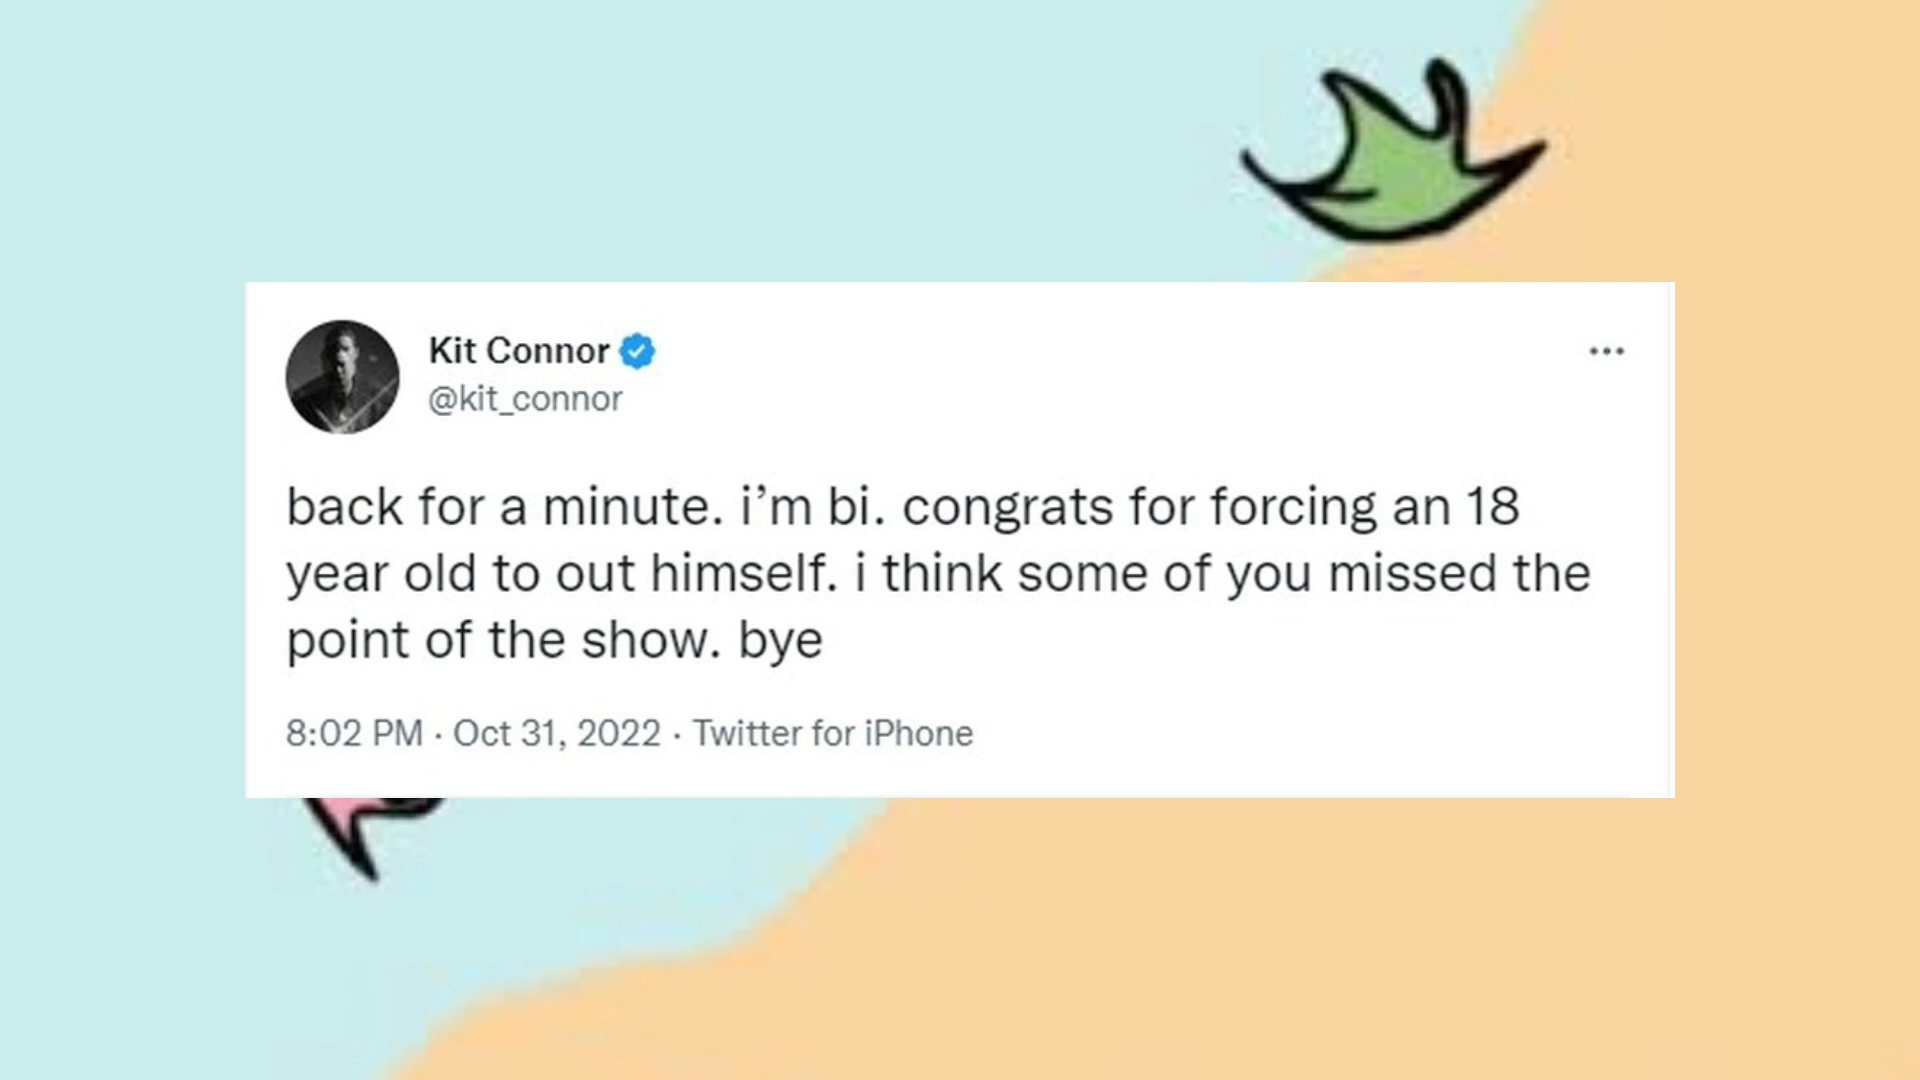 Kit Connor
@kit_connor
back for a minute. i’m bi. congrats for forcing an 18
year old to out himself. i think some of you missed the
point of the show. bye
8:02 PM · Oct 31, 2022 · Twitter for iPhone